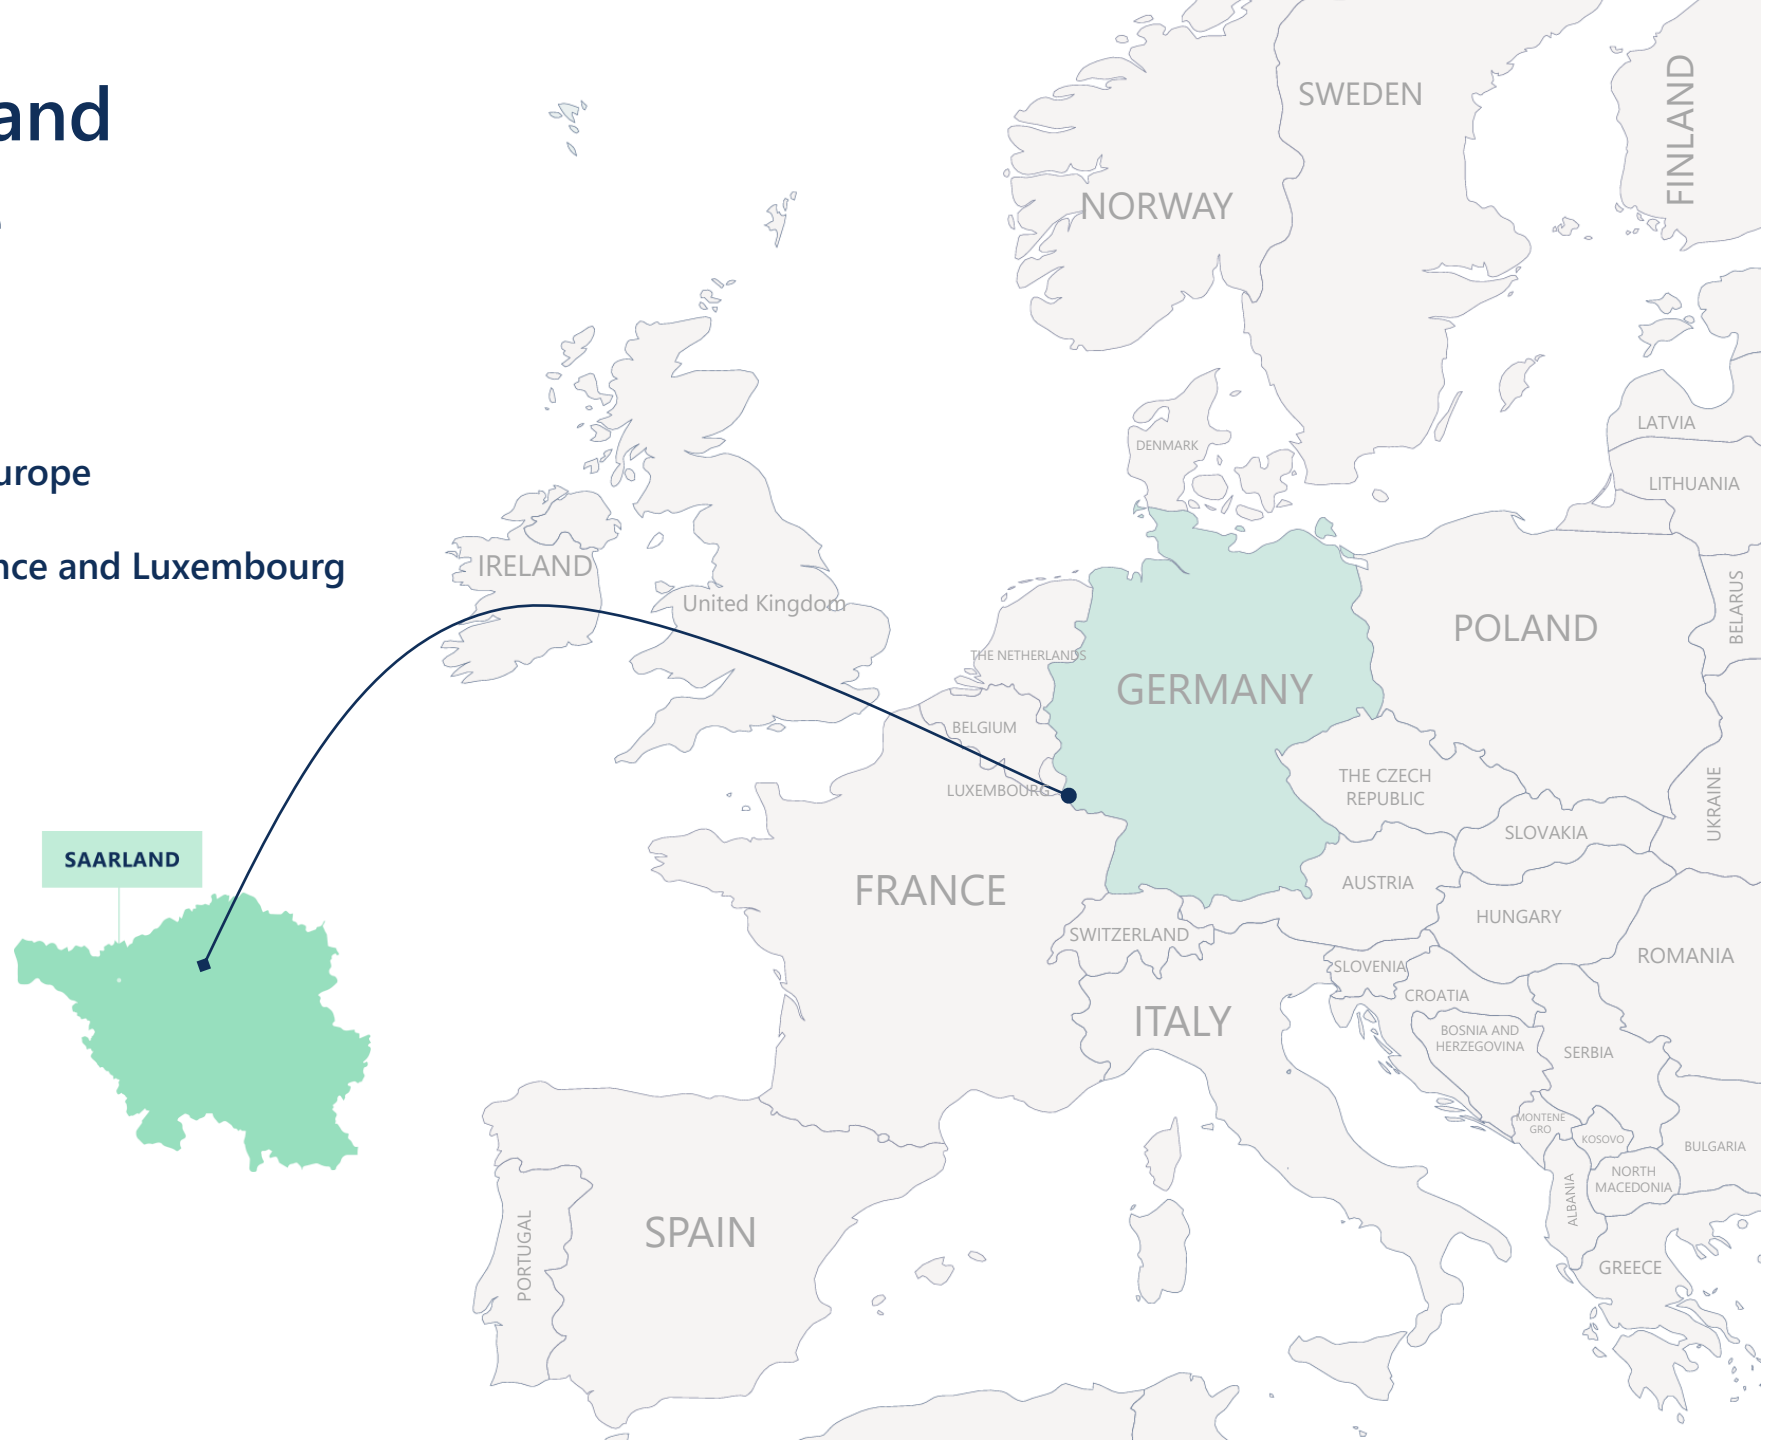 and
urope
nce and Luxembourg
SAARLAND
SWEDEN
FINLAND
NORWAY
DENMARK
LATVIA
LITHUANIA
IRELAND
United Kingdom
BELARUS
THE NETHERLANDS
POLAND
GERMANY
BELGIUM
LUXEMBOURG
THE CZECH
REPUBLIC
UKRAINE
SLOVAKIA
FRANCE
AUSTRIA
HUNGARY
SWITZERLAND
ROMANIA
SLOVENIA
CROATIA
ITALY
BOSNIA AND
HERZEGOVINA
SERBIA
MONTENE
GRO
KOSOVO
BULGARIA
NORTH
MACEDONIA
ALBANIA
SPAIN
PORTUGAL
GREECE